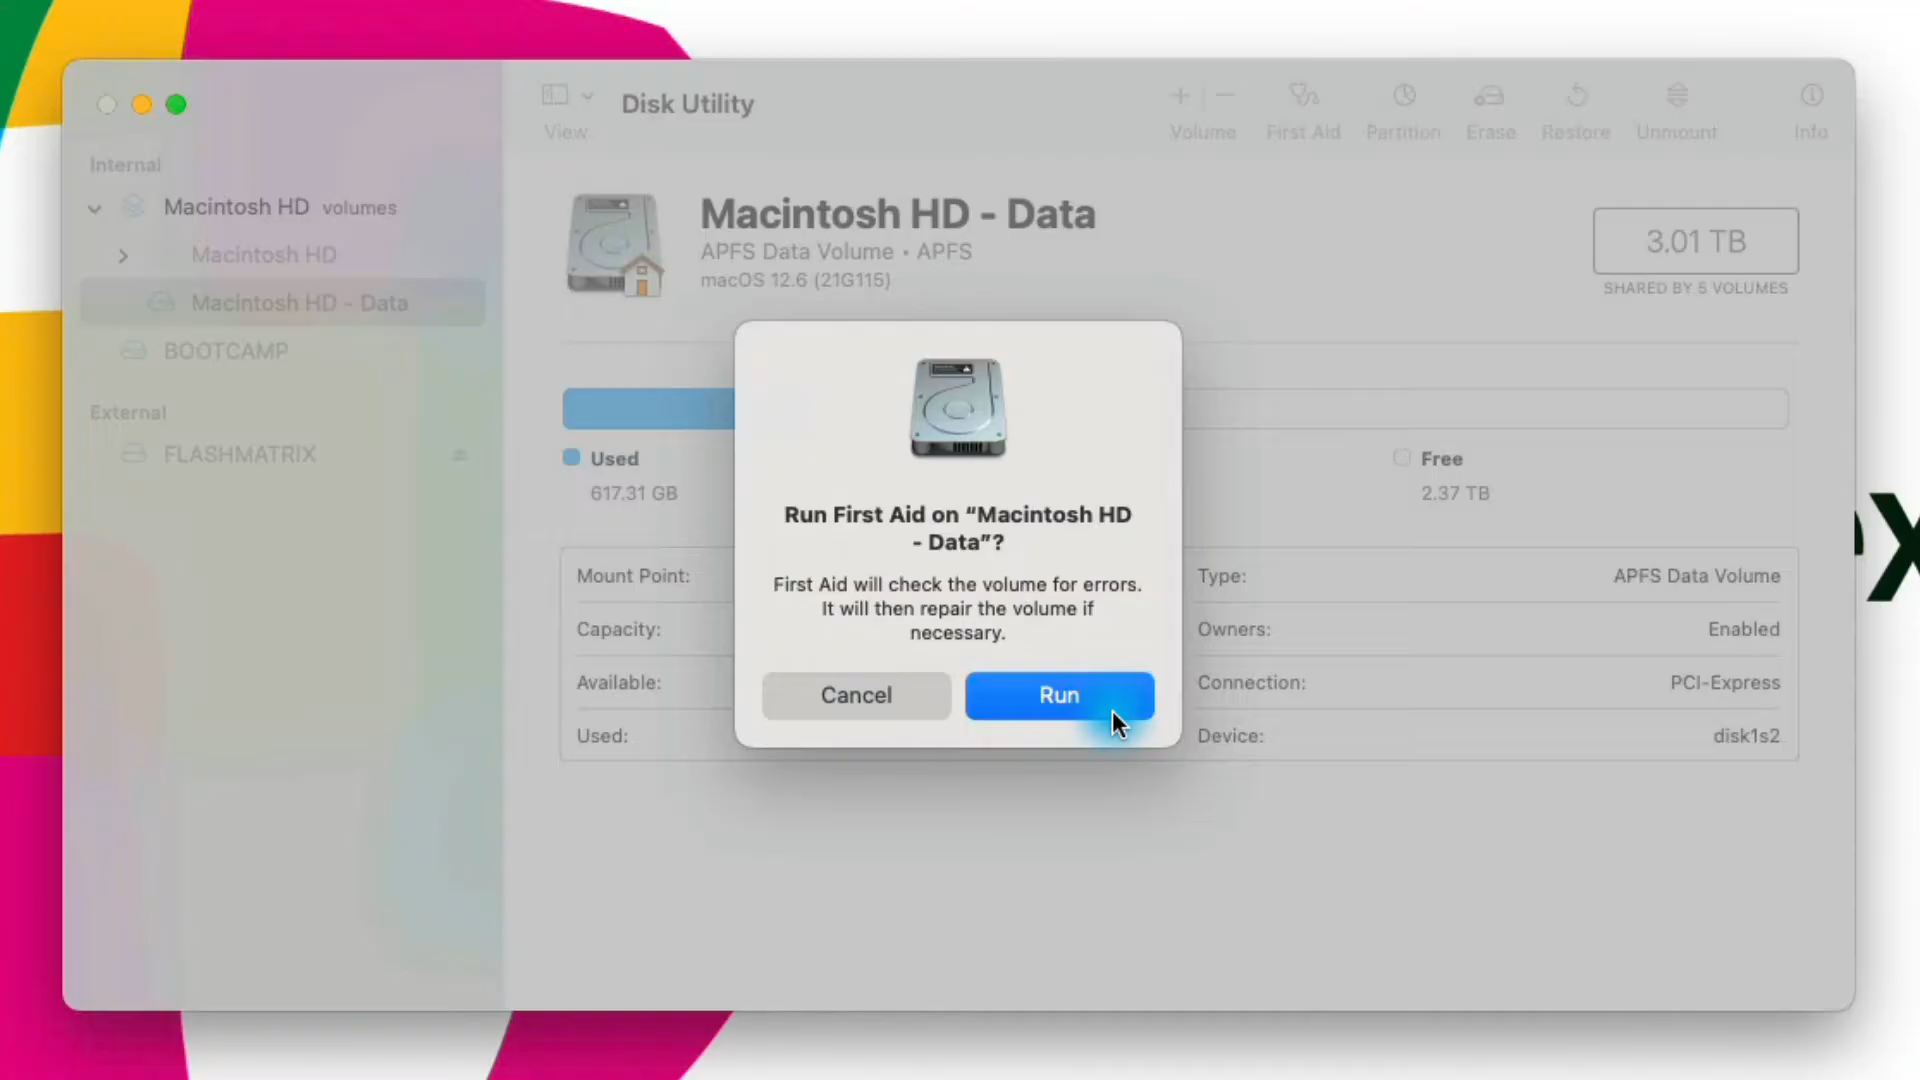 Disk Utility
View
Volume
First Aid
Partition
Erase
Restore
Unmount
Info
Internal
Macintosh HD volumes
Macintosh HD
Macintosh HD - Data
BOOTCAMP
External
FLASHMATRIX
Macintosh HD - Data
APFS Data Volume • APFS
macOS 12.6 (21G115)
3.01 TB
SHARED BY 5 VOLUMES
Used
617.31 GB
Free
2.37 TB
Mount Point:
Capacity:
Available:
Used:
Type:
APFS Data Volume
Owners:
Enabled
Connection:
PCI-Express
Device:
disk1s2
Run First Aid on “Macintosh HD
- Data”?
First Aid will check the volume for errors.
It will then repair the volume if
necessary.
Cancel
Run